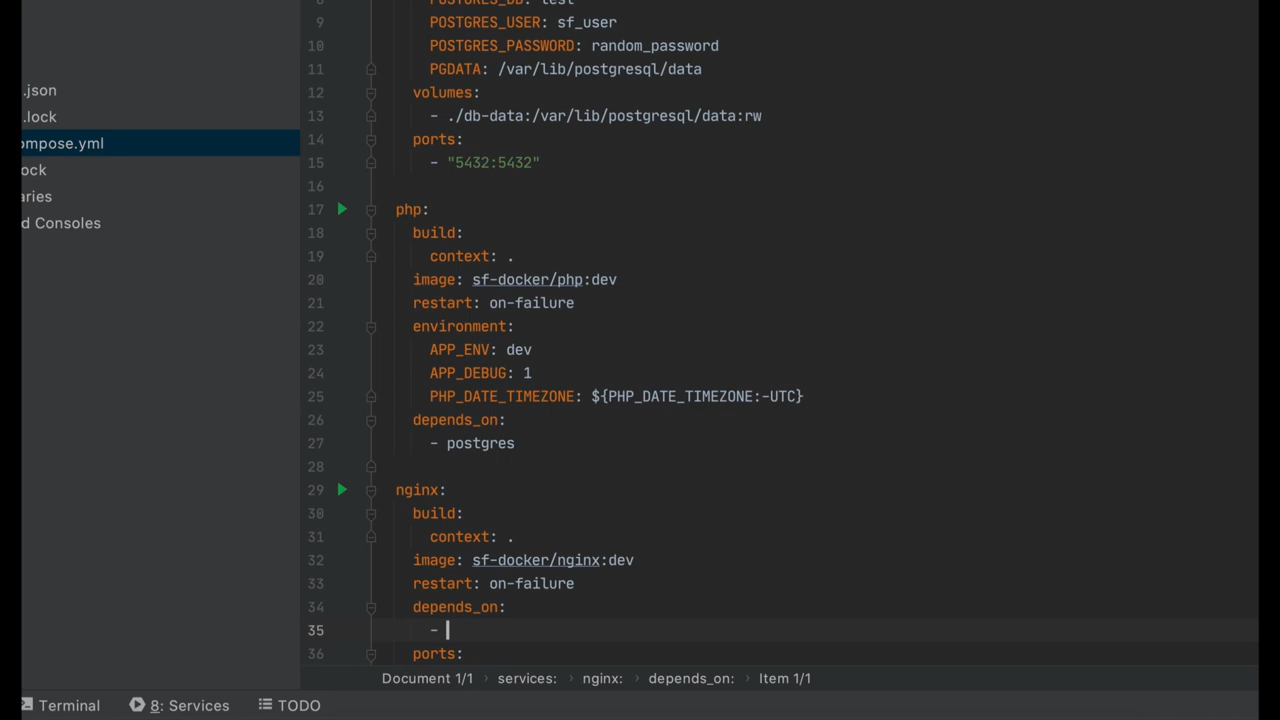 8 POSTGRES_DB: test
9 POSTGRES_USER: sf_user
10 POSTGRES_PASSWORD: random_password
.json
11 PGDATA: /var/lib/postgresql/data
12 volumes:
.lock
13 - ./db-data:/var/lib/postgresql/data:rw
ompose.yml
14 ports:
15 - "5432:5432"
ock
16
aries
17 php:
d Consoles
18 build:
19 context: .
20 image: sf-docker/php:dev
21 restart: on-failure
22 environment:
23 APP_ENV: dev
24 APP_DEBUG: 1
25 PHP_DATE_TIMEZONE: ${PHP_DATE_TIMEZONE:-UTC}
26 depends_on:
27 - postgres
28
29 nginx:
30 build:
31 context: .
32 image: sf-docker/nginx:dev
33 restart: on-failure
34 depends_on:
35 -
36 ports:
Document 1/1 › services: › nginx: › depends_on: › Item 1/1
Terminal 8: Services TODO